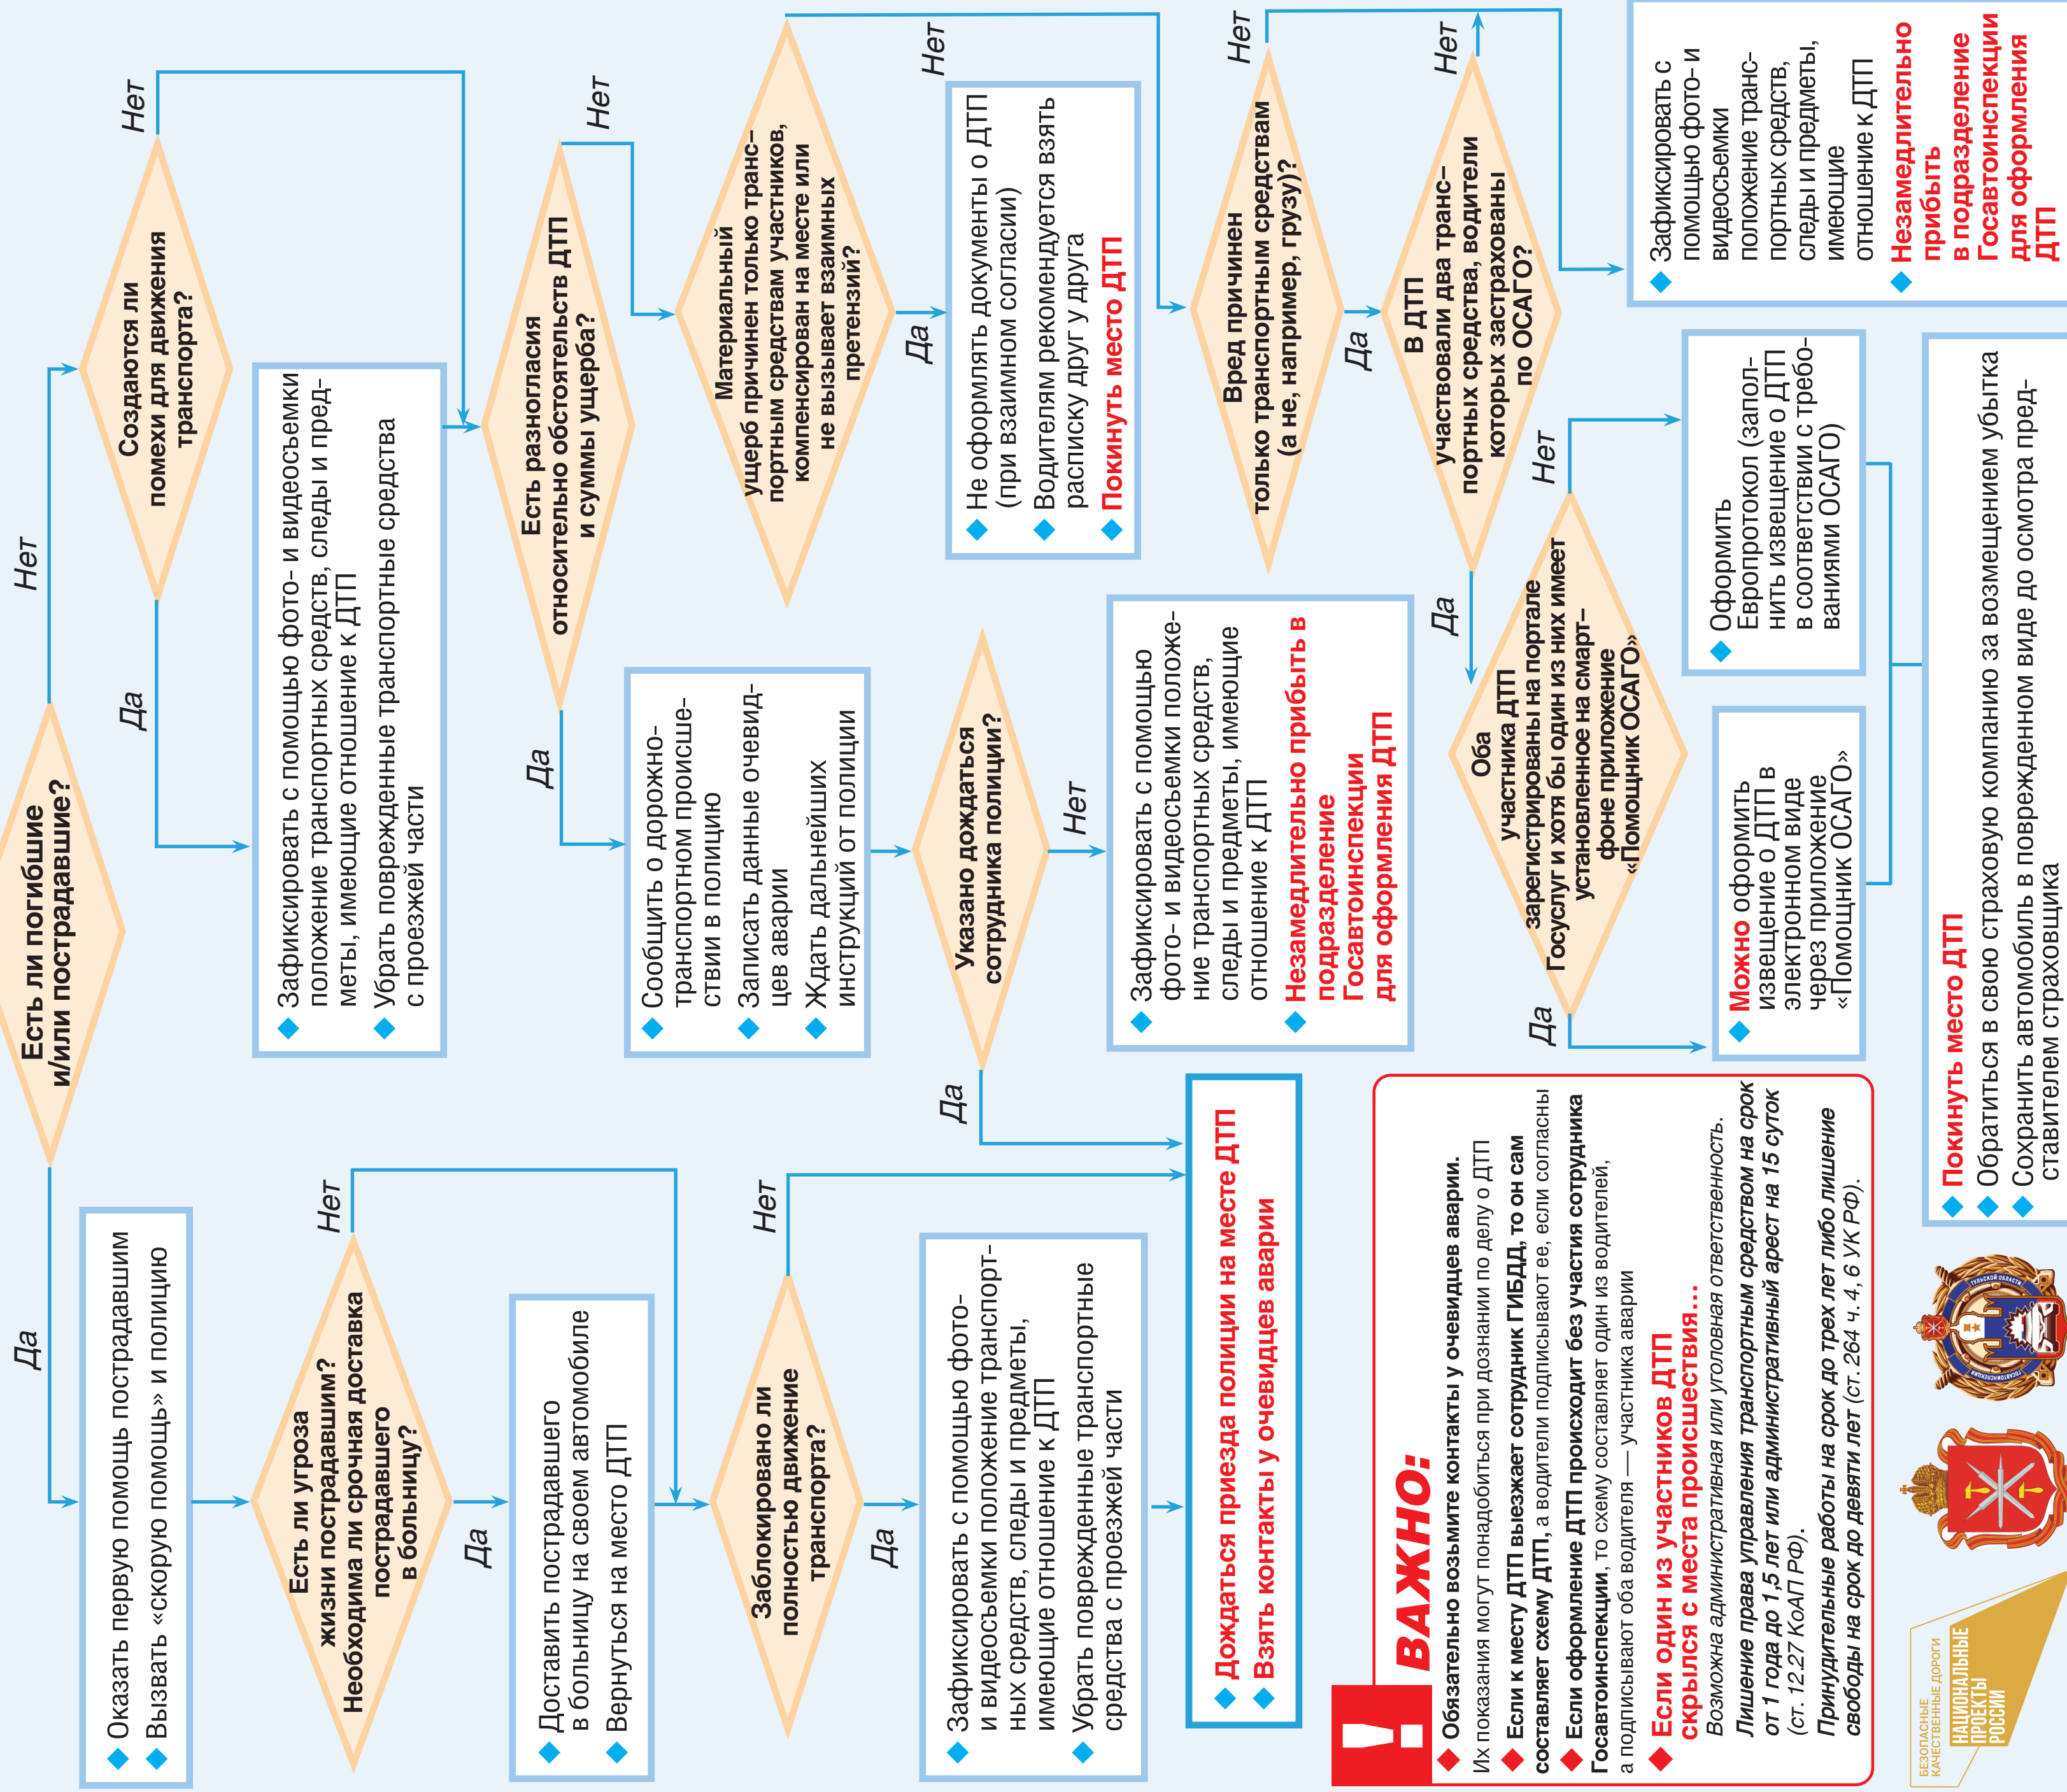 Есть ли погибшие
и/или пострадавшие?
Да
Нет
Оказать первую помощь пострадавшим
Вызвать «скорую помощь» и полицию
Есть ли угроза
жизни пострадавшим?
Необходима ли срочная доставка
пострадавшего
в больницу?
Нет
Да
Доставить пострадавшего
в больницу на своем автомобиле
Вернуться на место ДТП
Заблокировано ли
полностью движение
транспорта?
Нет
Да
Зафиксировать с помощью фото-
и видеосъемки положение транспорт-
ных средств, следы и предметы,
имеющие отношение к ДТП
Убрать поврежденные транспортные
средства с проезжей части
Дождаться приезда полиции на месте ДТП
Взять контакты у очевидцев аварии
Создаются ли
помехи для движения
транспорта?
Да
Нет
Зафиксировать с помощью фото- и видеосъемки
положение транспортных средств, следы и пред-
меты, имеющие отношение к ДТП
Убрать поврежденные транспортные средства
с проезжей части
Есть разногласия
относительно обстоятельств ДТП
и суммы ущерба?
Да
Нет
Сообщить о дорожно-
транспортном происше-
ствии в полицию
Записать данные очевид-
цев аварии
Ждать дальнейших
инструкций от полиции
Указано дождаться
сотрудника полиции?
Да
Нет
Зафиксировать с помощью
фото- и видеосъемки положе-
ние транспортных средств,
следы и предметы, имеющие
отношение к ДТП
Незамедлительно прибыть в
подразделение
Госавтоинспекции
для оформления ДТП
Материальный
ущерб причинен только транс-
портным средствам участников,
компенсирован на месте или
не вызывает взаимных
претензий?
Да
Нет
Не оформлять документы о ДТП
(при взаимном согласии)
Водителям рекомендуется взять
расписку друг у друга
Покинуть место ДТП
Вред причинен
только транспортным средствам
(а не, например, грузу)?
Нет
Да
В ДТП
участвовали два транс-
портных средства, водители
которых застрахованы
по ОСАГО?
Да
Нет
Зафиксировать с
помощью фото- и
видеосъемки
положение транс-
портных средств,
следы и предметы,
имеющие
отношение к ДТП
Незамедлительно
прибыть
в подразделение
Госавтоинспекции
для оформления
ДТП
Оба
участника ДТП
зарегистрированы на портале
Госуслуг и хотя бы один из них имеет
установленное на смарт-
фоне приложение
«Помощник ОСАГО»
Да
Нет
Можно оформить
извещение о ДТП в
электронном виде
через приложение
«Помощник ОСАГО»
Оформить
Европротокол (запол-
нить извещение о ДТП
в соответствии с требо-
ваниями ОСАГО)
Покинуть место ДТП
Обратиться в свою страховую компанию за возмещением убытка
Сохранить автомобиль в поврежденном виде до осмотра пред-
ставителем страховщика
!
ВАЖНО:
Обязательно возьмите контакты у очевидцев аварии.
Их показания могут понадобиться при дознании по делу о ДТП
Если к месту ДТП выезжает сотрудник ГИБДД, то он сам
составляет схему ДТП, а водители подписывают ее, если согласны
Если оформление ДТП происходит без участия сотрудника
Госавтоинспекции, то схему составляет один из водителей,
а подписывают оба водителя — участника аварии
Если один из участников ДТП
скрылся с места происшествия...
Возможна административная или уголовная ответственность.
Лишение права управления транспортным средством на срок
от 1 года до 1,5 лет или административный арест на 15 суток
(ст. 12.27 КоАП РФ).
Принудительные работы на срок до трех лет либо лишение
свободы на срок до девяти лет (ст. 264 ч. 4, 6 УК РФ).
БЕЗОПАСНЫЕ
КАЧЕСТВЕННЫЕ ДОРОГИ
НАЦИОНАЛЬНЫЕ
ПРОЕКТЫ
РОССИИ
ГОСАВТОИНСПЕКЦИЯ
ТУЛЬСКОЙ ОБЛАСТИ